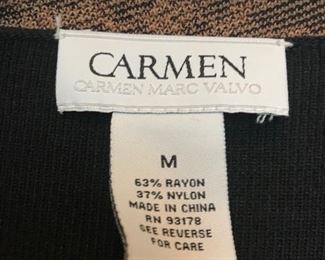 CARMEN
CARMEN MARC VALVO
M
63% RAYON
37% NYLON
MADE IN CHINA
RN 93178
SEE REVERSE
FOR CARE